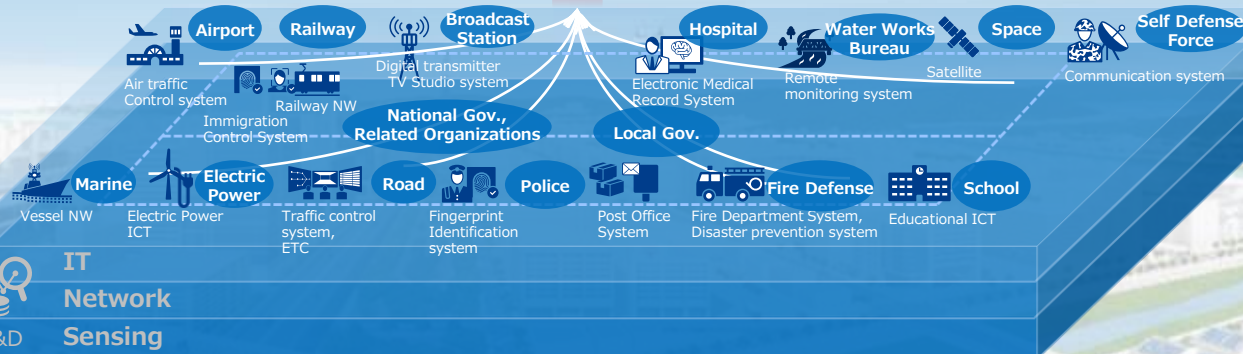 Airport
Railway
Broadcast
Station
Hospital
Water Works
Bureau
Space
Self Defense
Force
Air traffic
Control system
Immigration
Control System
Railway NW
Digital transmitter
TV Studio system
Electronic Medical
Record System
Remote
monitoring system
Satellite
Communication system
National Gov.,
Related Organizations
Local Gov.
Marine
Electric
Power
Road
Police
Fire Defense
School
Vessel NW
Electric Power
ICT
Traffic control
system,
ETC
Fingerprint
Identification
system
Post Office
System
Fire Department System,
Disaster prevention system
Educational ICT
IT
Network
&D
Sensing